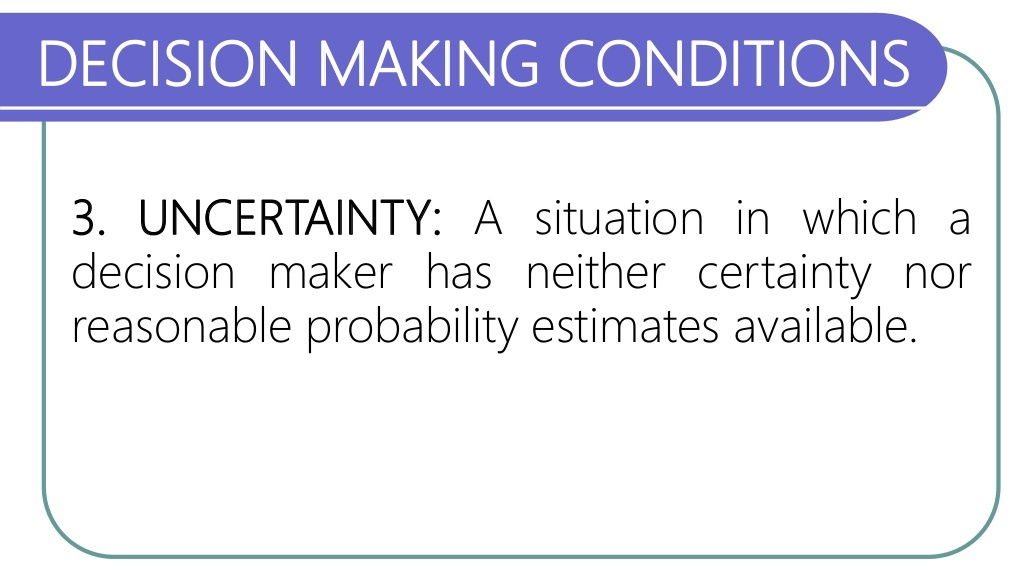 DECISION MAKING CONDITIONS
3. UNCERTAINTY: A situation in which a
decision maker has neither certainty nor
reasonable probability estimates available.